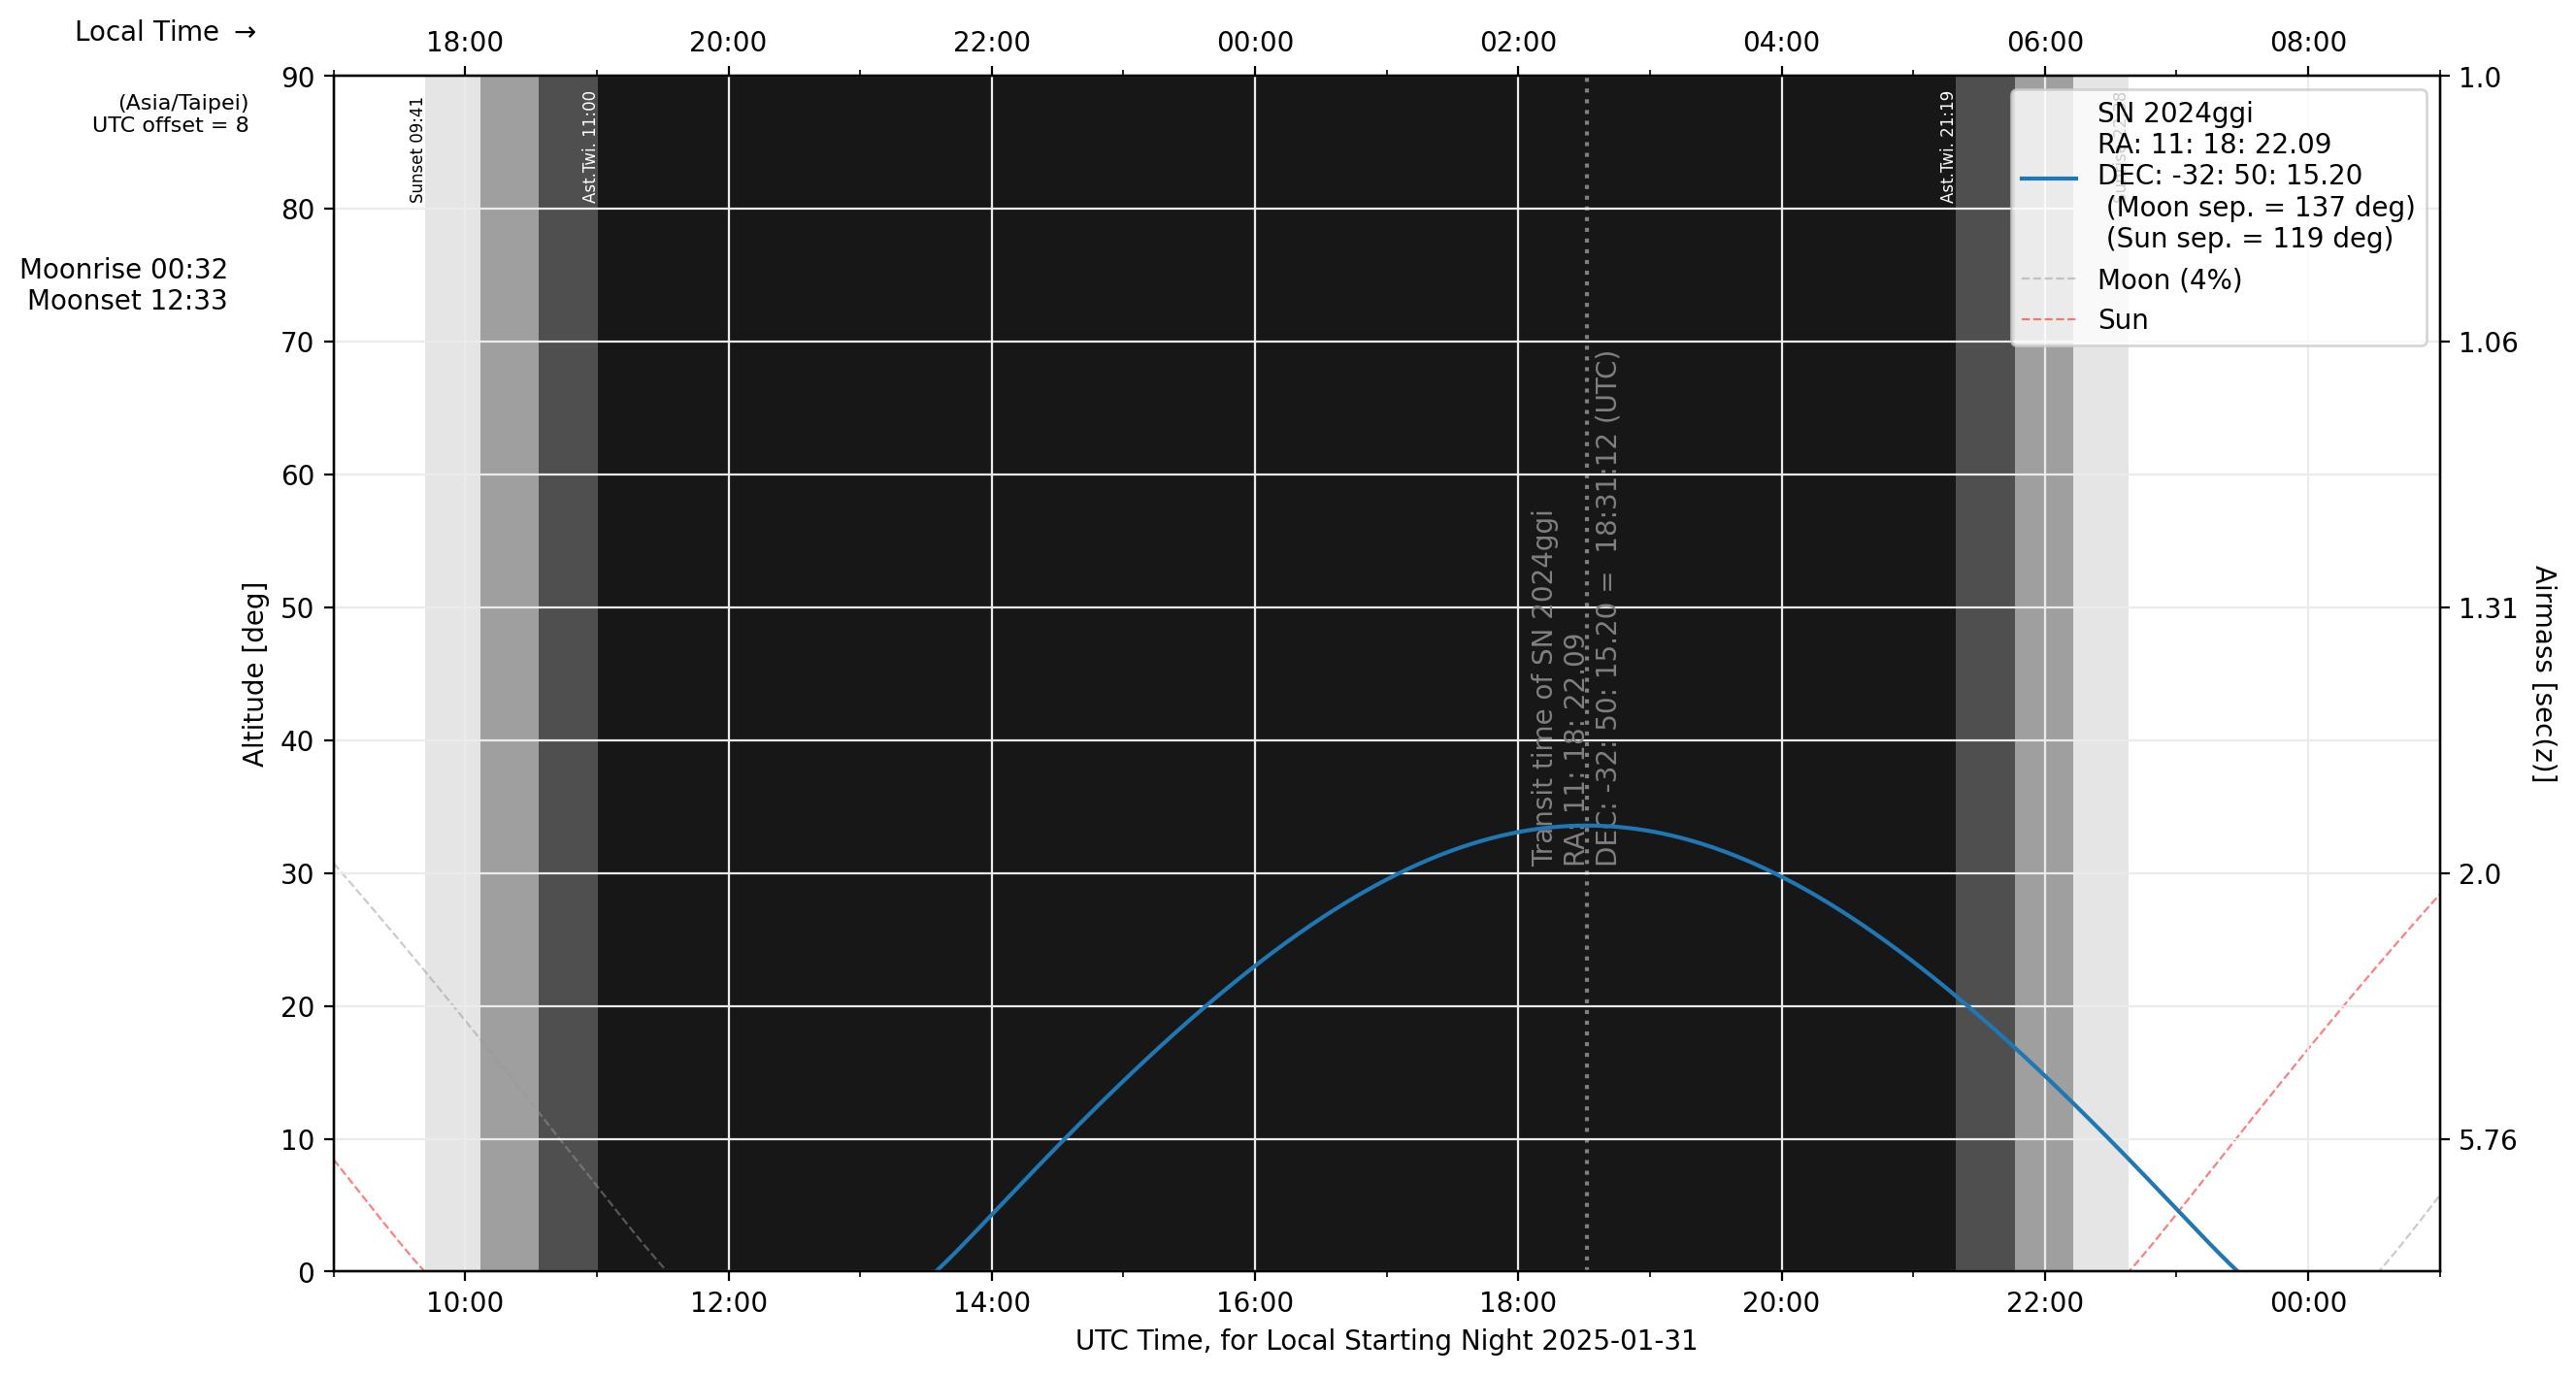 Local Time →
18:00 20:00 22:00 00:00 02:00 04:00 06:00 08:00
(Asia/Taipei)
UTC offset = 8
Moonrise 00:32
Moonset 12:33
Altitude [deg]
90
80
70
60
50
40
30
20
10
0
Sunset 09:41
Ast.Twi. 11:00
Transit time of SN 2024ggi
RA: 11: 18: 22.09
DEC: -32: 50: 15.20 = 18:31:12 (UTC)
Ast.Twi. 21:19
SN 2024ggi
RA: 11: 18: 22.09
DEC: -32: 50: 15.20
(Moon sep. = 137 deg)
(Sun sep. = 119 deg)
Moon (4%)
Sun
1.0
1.06
1.31
2.0
5.76
Airmass [sec(z)]
10:00 12:00 14:00 16:00 18:00 20:00 22:00 00:00
UTC Time, for Local Starting Night 2025-01-31